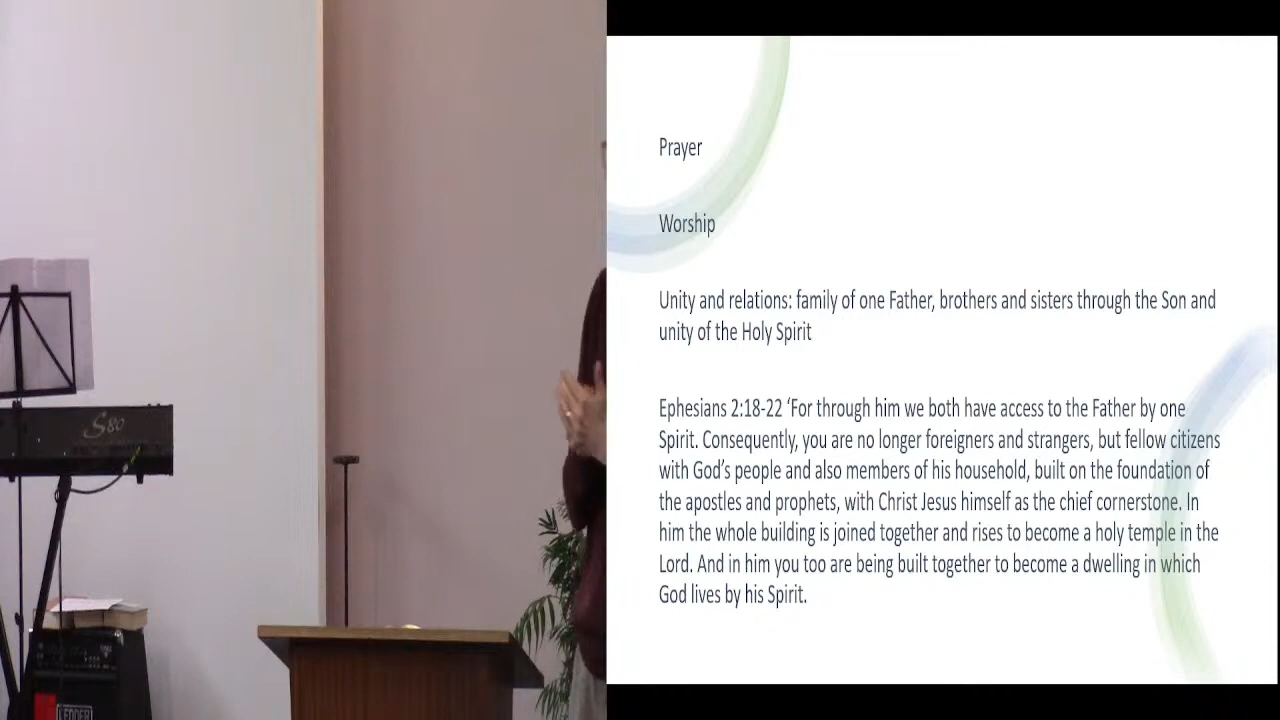 Prayer
Worship
Unity and relations: family of one Father, brothers and sisters through the Son and
unity of the Holy Spirit
Ephesians 2:18-22 ‘For through him we both have access to the Father by one
Spirit. Consequently, you are no longer foreigners and strangers, but fellow citizens
with God’s people and also members of his household, built on the foundation of
the apostles and prophets, with Christ Jesus himself as the chief cornerstone. In
him the whole building is joined together and rises to become a holy temple in the
Lord. And in him you too are being built together to become a dwelling in which
God lives by his Spirit.
S80